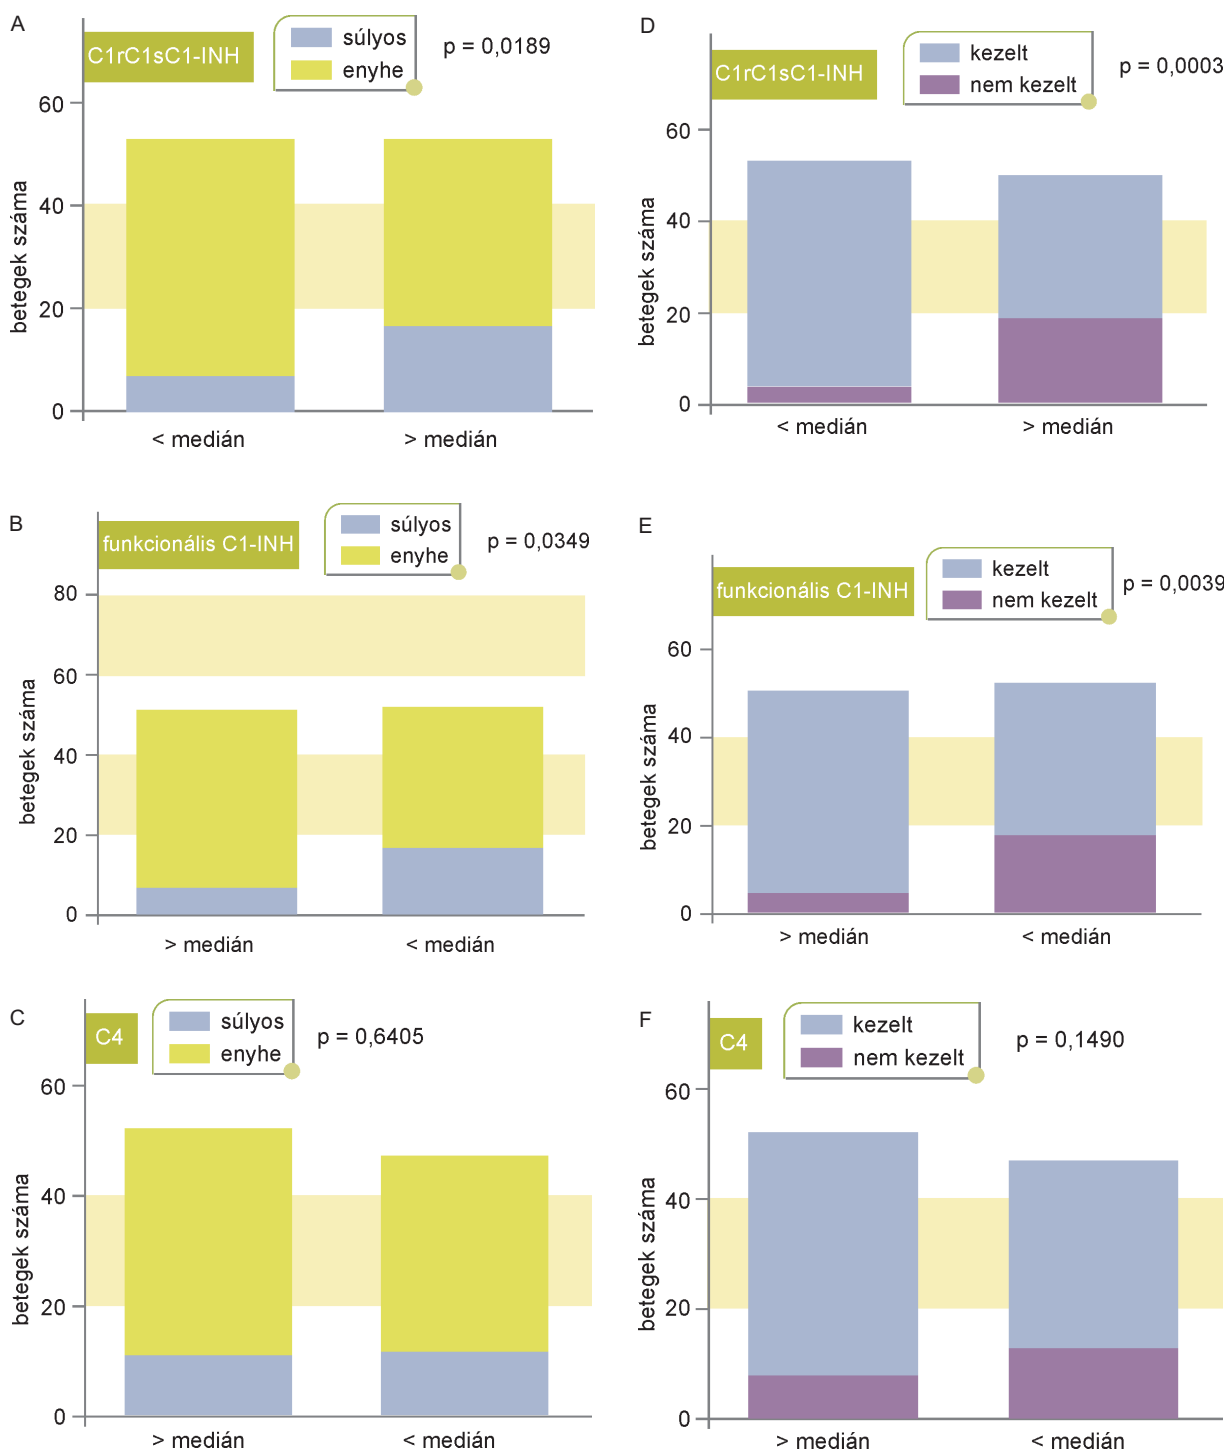 A
C1rC1sC1-INH
súlyos
enyhe
p = 0,0189
betegek száma
60
40
20
0
< medián
> medián
D
C1rC1sC1-INH
kezelt
nem kezelt
p = 0,0003
betegek száma
60
40
20
0
< medián
> medián
B
funkcionális C1-INH
súlyos
enyhe
p = 0,0349
betegek száma
80
60
40
20
0
> medián
< medián
E
funkcionális C1-INH
kezelt
nem kezelt
p = 0,0039
betegek száma
60
40
20
0
> medián
< medián
C
C4
súlyos
enyhe
p = 0,6405
betegek száma
60
40
20
0
> medián
< medián
F
C4
kezelt
nem kezelt
p = 0,1490
betegek száma
60
40
20
0
> medián
< medián